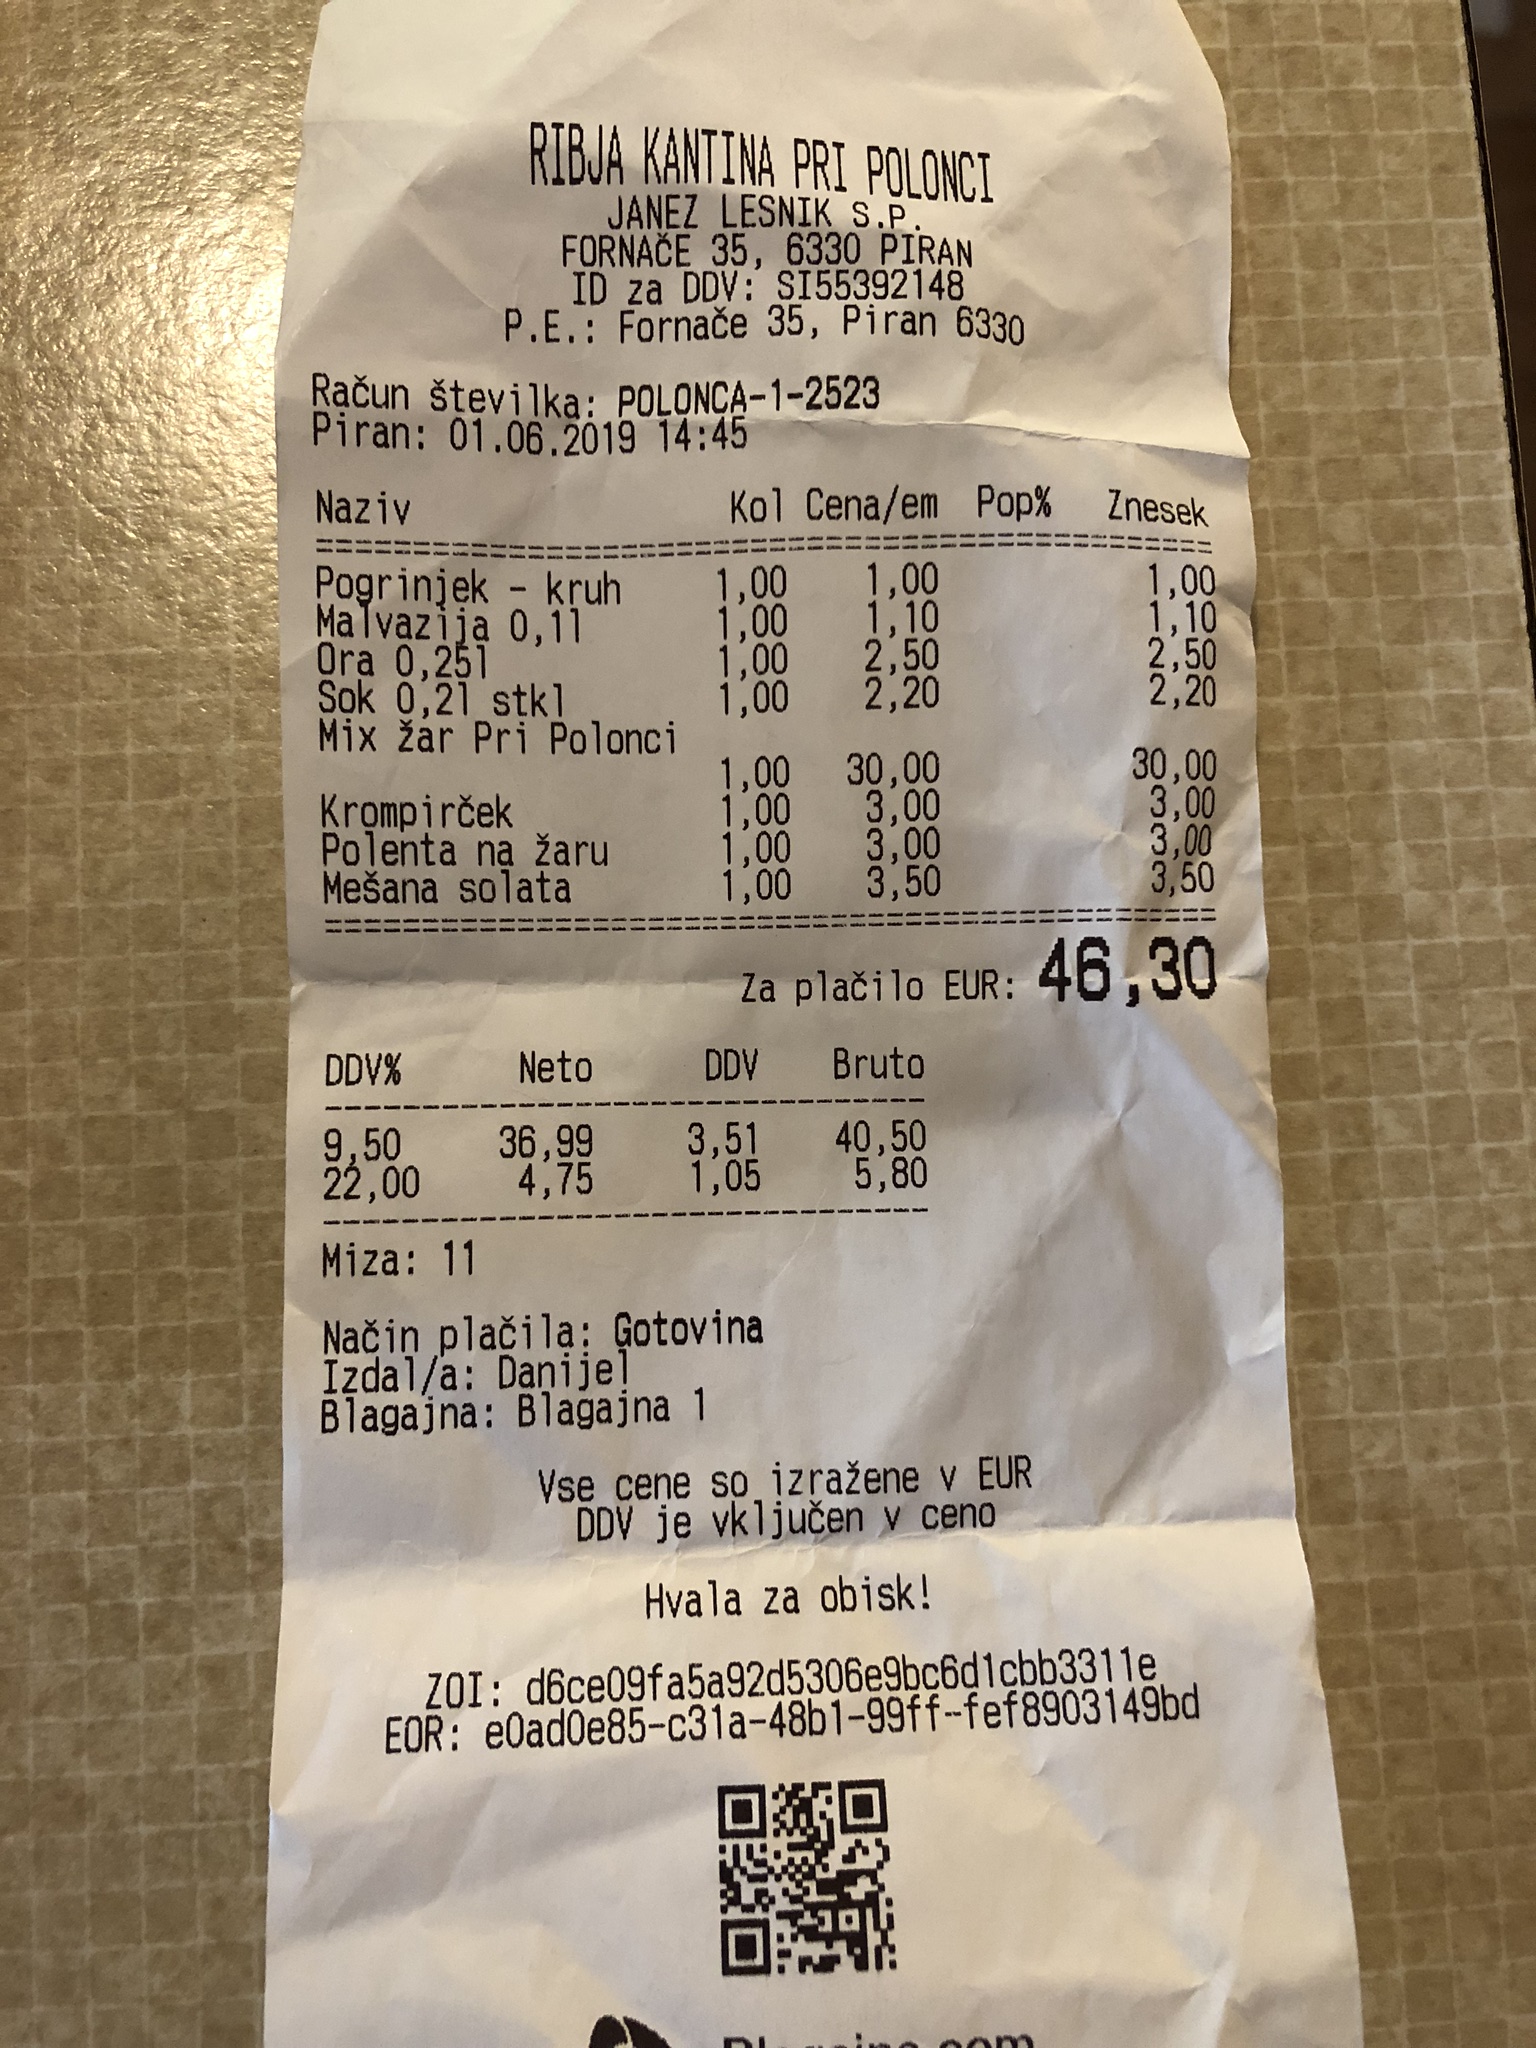 RIBJA KANTINA PRI POLONCI
JANEZ LESNIK S.P.
FORNAČE 35, 6330 PIRAN
ID za DDV: SI55392148
P.E.: Fornače 35, Piran 6330
Račun številka: POLONCA-1-2523
Piran: 01.06.2019 14:45
Naziv Kol Cena/em Pop% Znesek
Pogrinjek - kruh 1,00 1,00 1,00
Malvazija 0,1l 1,00 1,10 1,10
Ora 0,25l 1,00 2,50 2,50
Sok 0,2l stkl 1,00 2,20 2,20
Mix žar Pri Polonci
1,00 30,00 30,00
Krompirček 1,00 3,00 3,00
Polenta na žaru 1,00 3,00 3,00
Mešana solata 1,00 3,50 3,50
Za plačilo EUR: 46,30
DDV% Neto DDV Bruto
9,50 36,99 3,51 40,50
22,00 4,75 1,05 5,80
Miza: 11
Način plačila: Gotovina
Izdal/a: Danijel
Blagajna: Blagajna 1
Vse cene so izražene v EUR
DDV je vključen v ceno
Hvala za obisk!
ZOI: d6ce09fa5a92d5306e9bc6d1cbb3311e
EOR: e0ad0e85-c31a-48b1-99ff-fef8903149bd